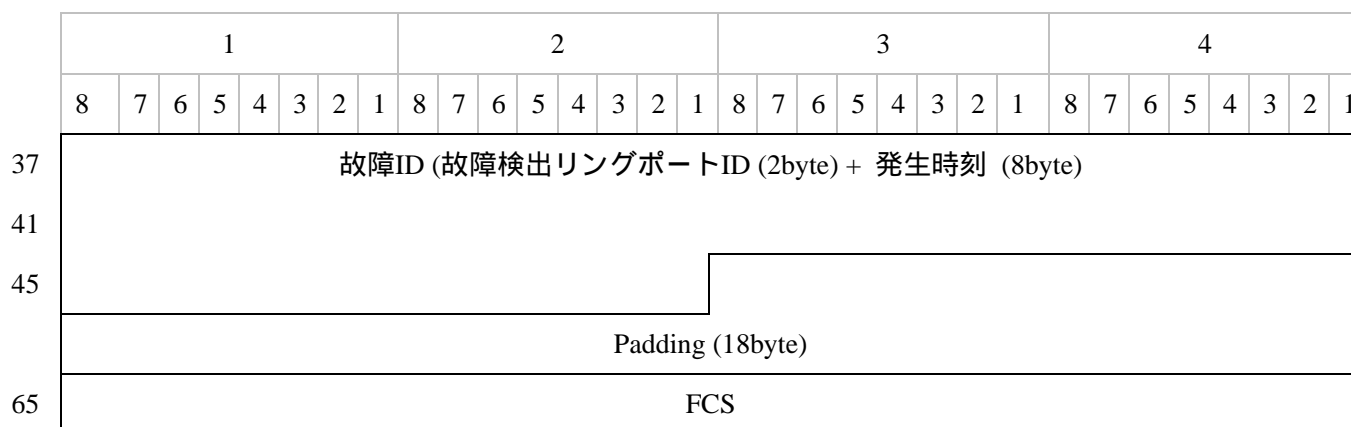 1 2 3 4
8 7 6 5 4 3 2 1 8 7 6 5 4 3 2 1 8 7 6 5 4 3 2 1 8 7 6 5 4 3 2 1
37 故障ID (故障検出リングポートID (2byte) + 発生時刻 (8byte)
41
45
Padding (18byte)
65 FCS